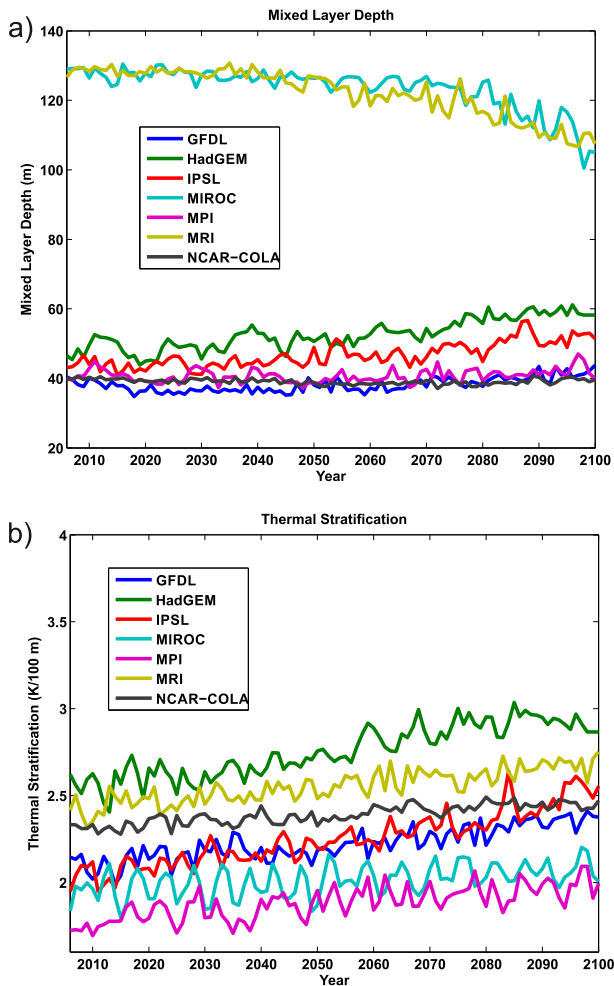 a)
Mixed Layer Depth
140
120
100
80
60
40
20
Mixed Layer Depth (m)
GFDL
HadGEM
IPSL
MIROC
MPI
MRI
NCAR−COLA
2010 2020 2030 2040 2050 2060 2070 2080 2090 2100
Year
b)
Thermal Stratification
4
3.5
3
2.5
2
Thermal Stratification (K/100 m)
GFDL
HadGEM
IPSL
MIROC
MPI
MRI
NCAR−COLA
2010 2020 2030 2040 2050 2060 2070 2080 2090 2100
Year